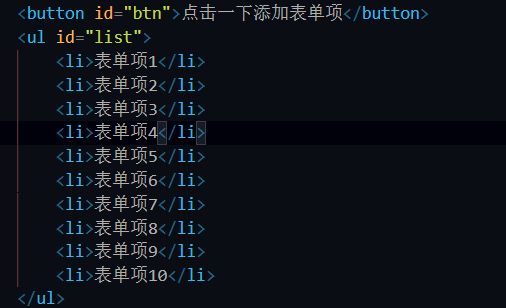 <button id="btn">点击一下添加表单项</button>
<ul id="list">
<li>表单项1</li>
<li>表单项2</li>
<li>表单项3</li>
<li>表单项4</li>
<li>表单项5</li>
<li>表单项6</li>
<li>表单项7</li>
<li>表单项8</li>
<li>表单项9</li>
<li>表单项10</li>
</ul>